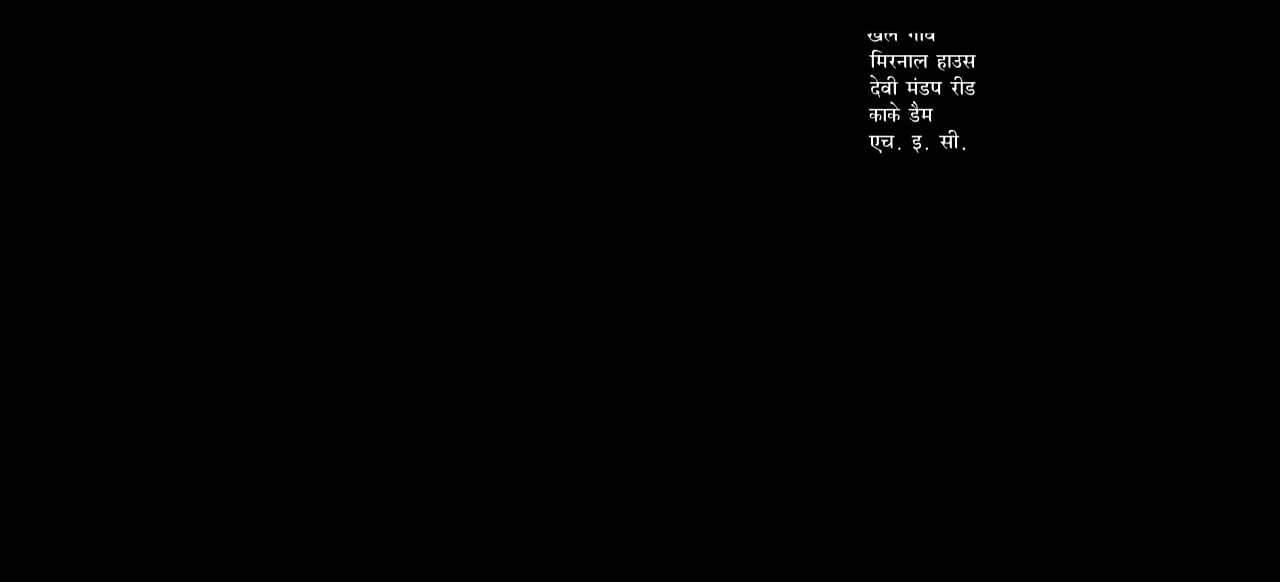 मिरनाल हाउस
देवी मंडप रीड
काके डैम
एच. इ. सी.